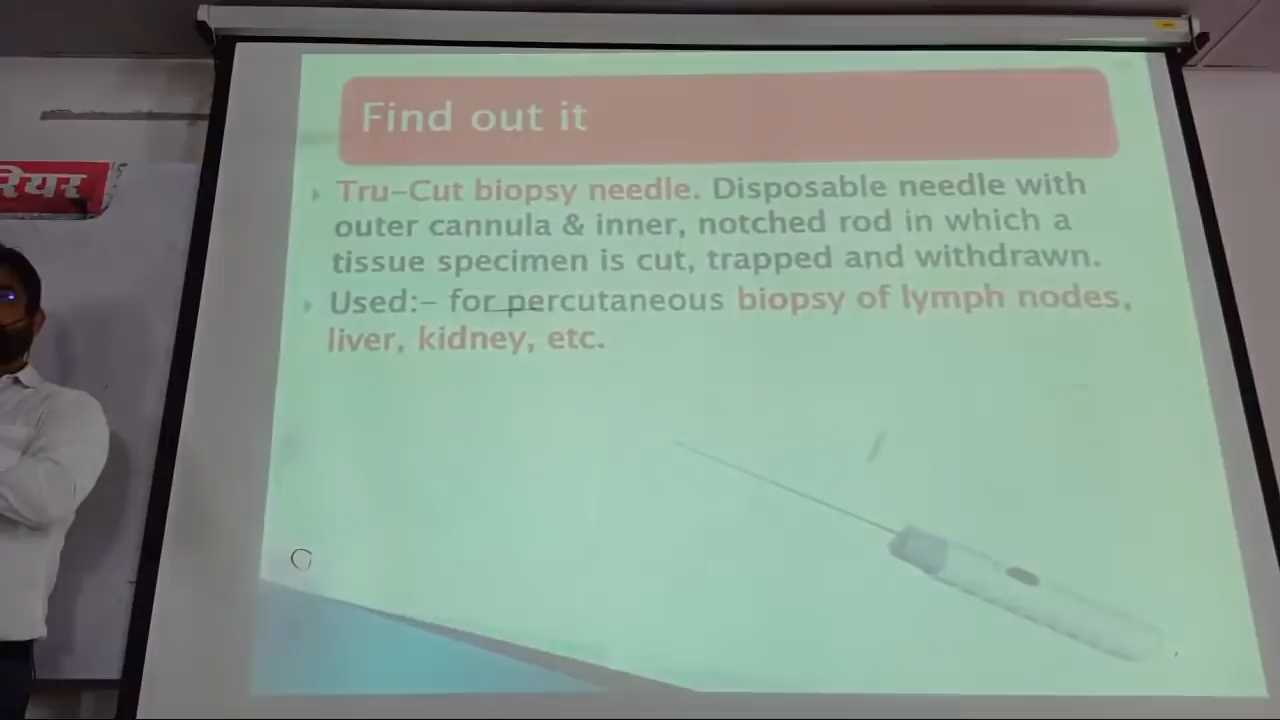 रियर
Find out it
Tru-Cut biopsy needle. Disposable needle with
outer cannula & inner, notched rod in which a
tissue specimen is cut, trapped and withdrawn.
Used:- for percutaneous biopsy of lymph nodes,
liver, kidney, etc.